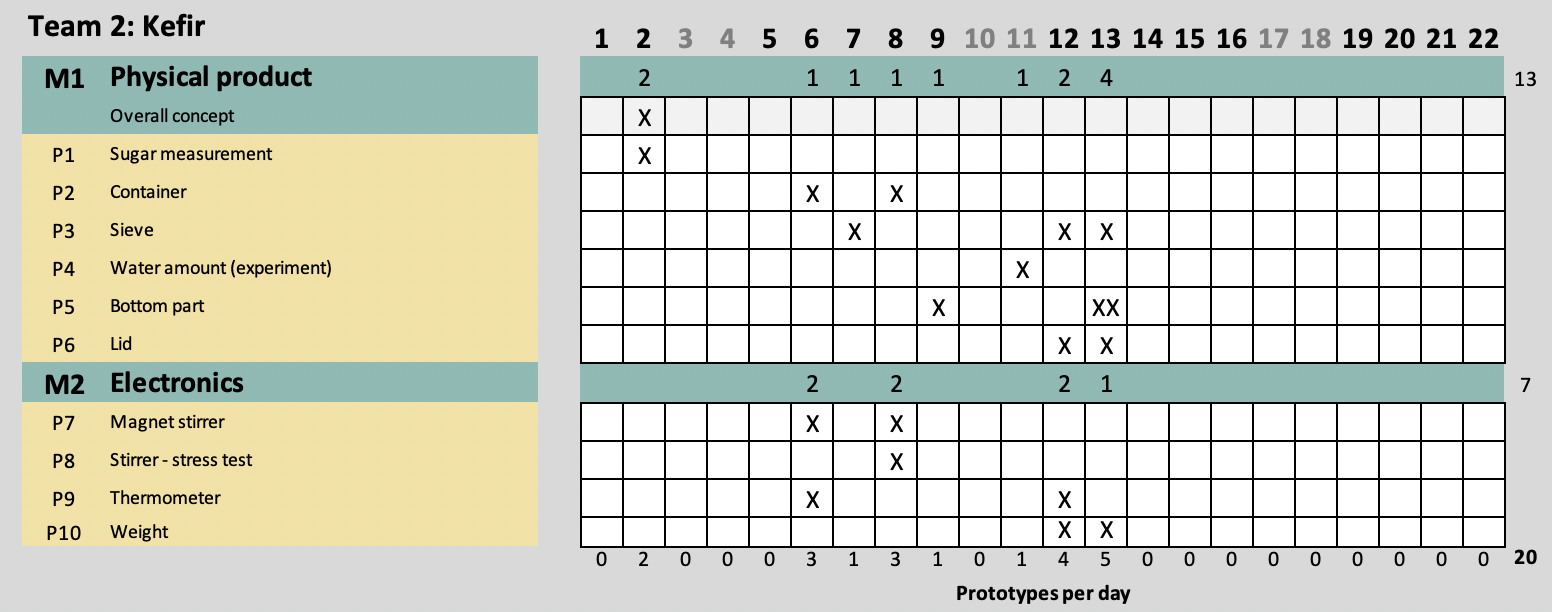 Team 2: Kefir
1 2 3 4 5 6 7 8 9 10 11 12 13 14 15 16 17 18 19 20 21 22
M1 Physical product 2 1 1 1 1 1 2 4 13
Overall concept X
P1 Sugar measurement X
P2 Container X X
P3 Sieve X X X
P4 Water amount (experiment) X
P5 Bottom part X XX
P6 Lid X X
M2 Electronics 2 2 2 1 7
P7 Magnet stirrer X X
P8 Stirrer - stress test X
P9 Thermometer X X
P10 Weight X X
0 2 0 0 0 3 1 3 1 0 1 4 5 0 0 0 0 0 0 0 0 0 20
Prototypes per day